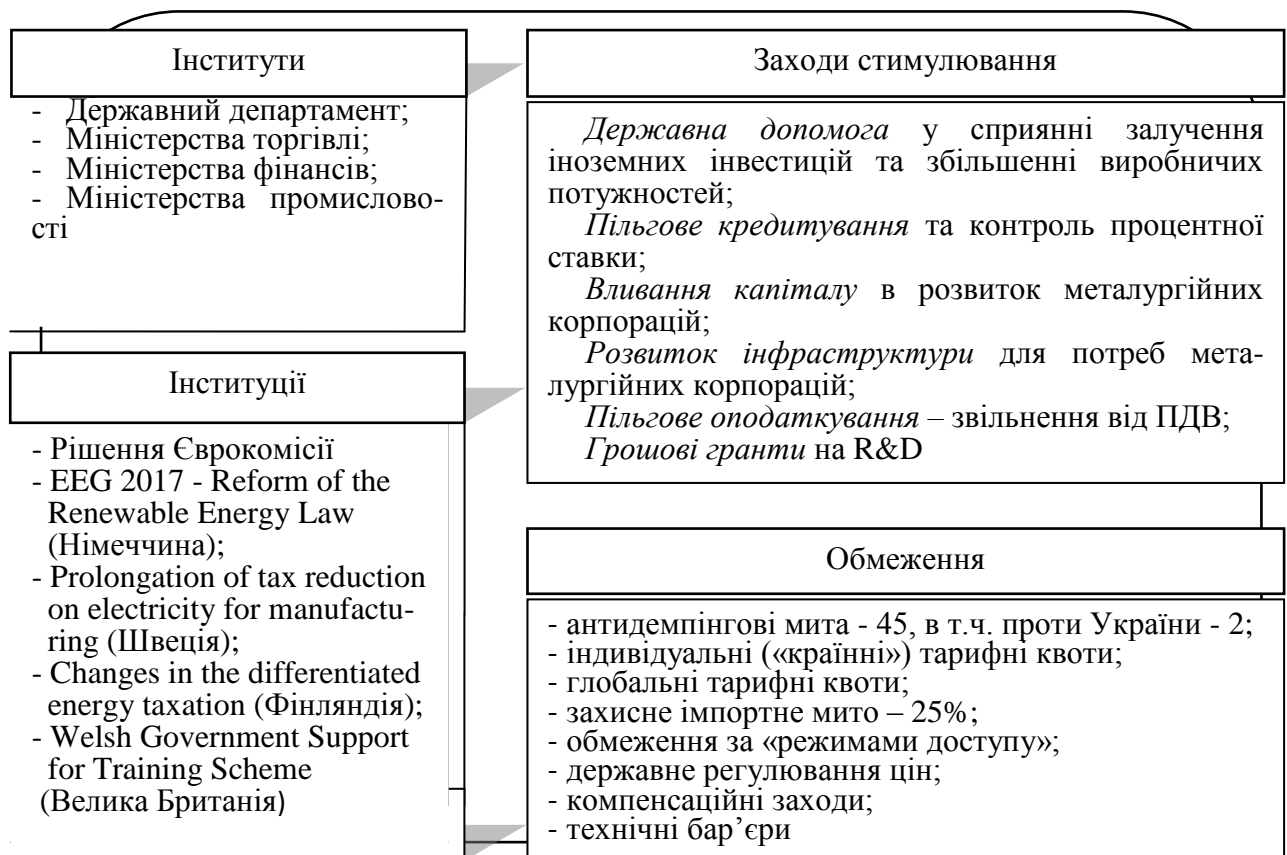 Інститути
- Державний департамент;
- Міністерства торгівлі;
- Міністерства фінансів;
- Міністерства промислово-
сті
Інституції
- Рішення Єврокомісії
- EEG 2017 - Reform of the
Renewable Energy Law
(Німеччина);
- Prolongation of tax reduction
on electricity for manufactu-
ring (Швеція);
- Changes in the differentiated
energy taxation (Фінляндія);
- Welsh Government Support
for Training Scheme
(Велика Британія)
Заходи стимулювання
Державна допомога у сприянні залучення
іноземних інвестицій та збільшенні виробничих
потужностей;
Пільгове кредитування та контроль процентної
ставки;
Вливання капіталу в розвиток металургійних
корпорацій;
Розвиток інфраструктури для потреб мета-
лургійних корпорацій;
Пільгове оподаткування – звільнення від ПДВ;
Грошові гранти на R&D
Обмеження
- антидемпінгові мита - 45, в т.ч. проти України - 2;
- індивідуальні («країнні») тарифні квоти;
- глобальні тарифні квоти;
- захисне імпортне мито – 25%;
- обмеження за «режимами доступу»;
- державне регулювання цін;
- компенсаційні заходи;
- технічні бар’єри